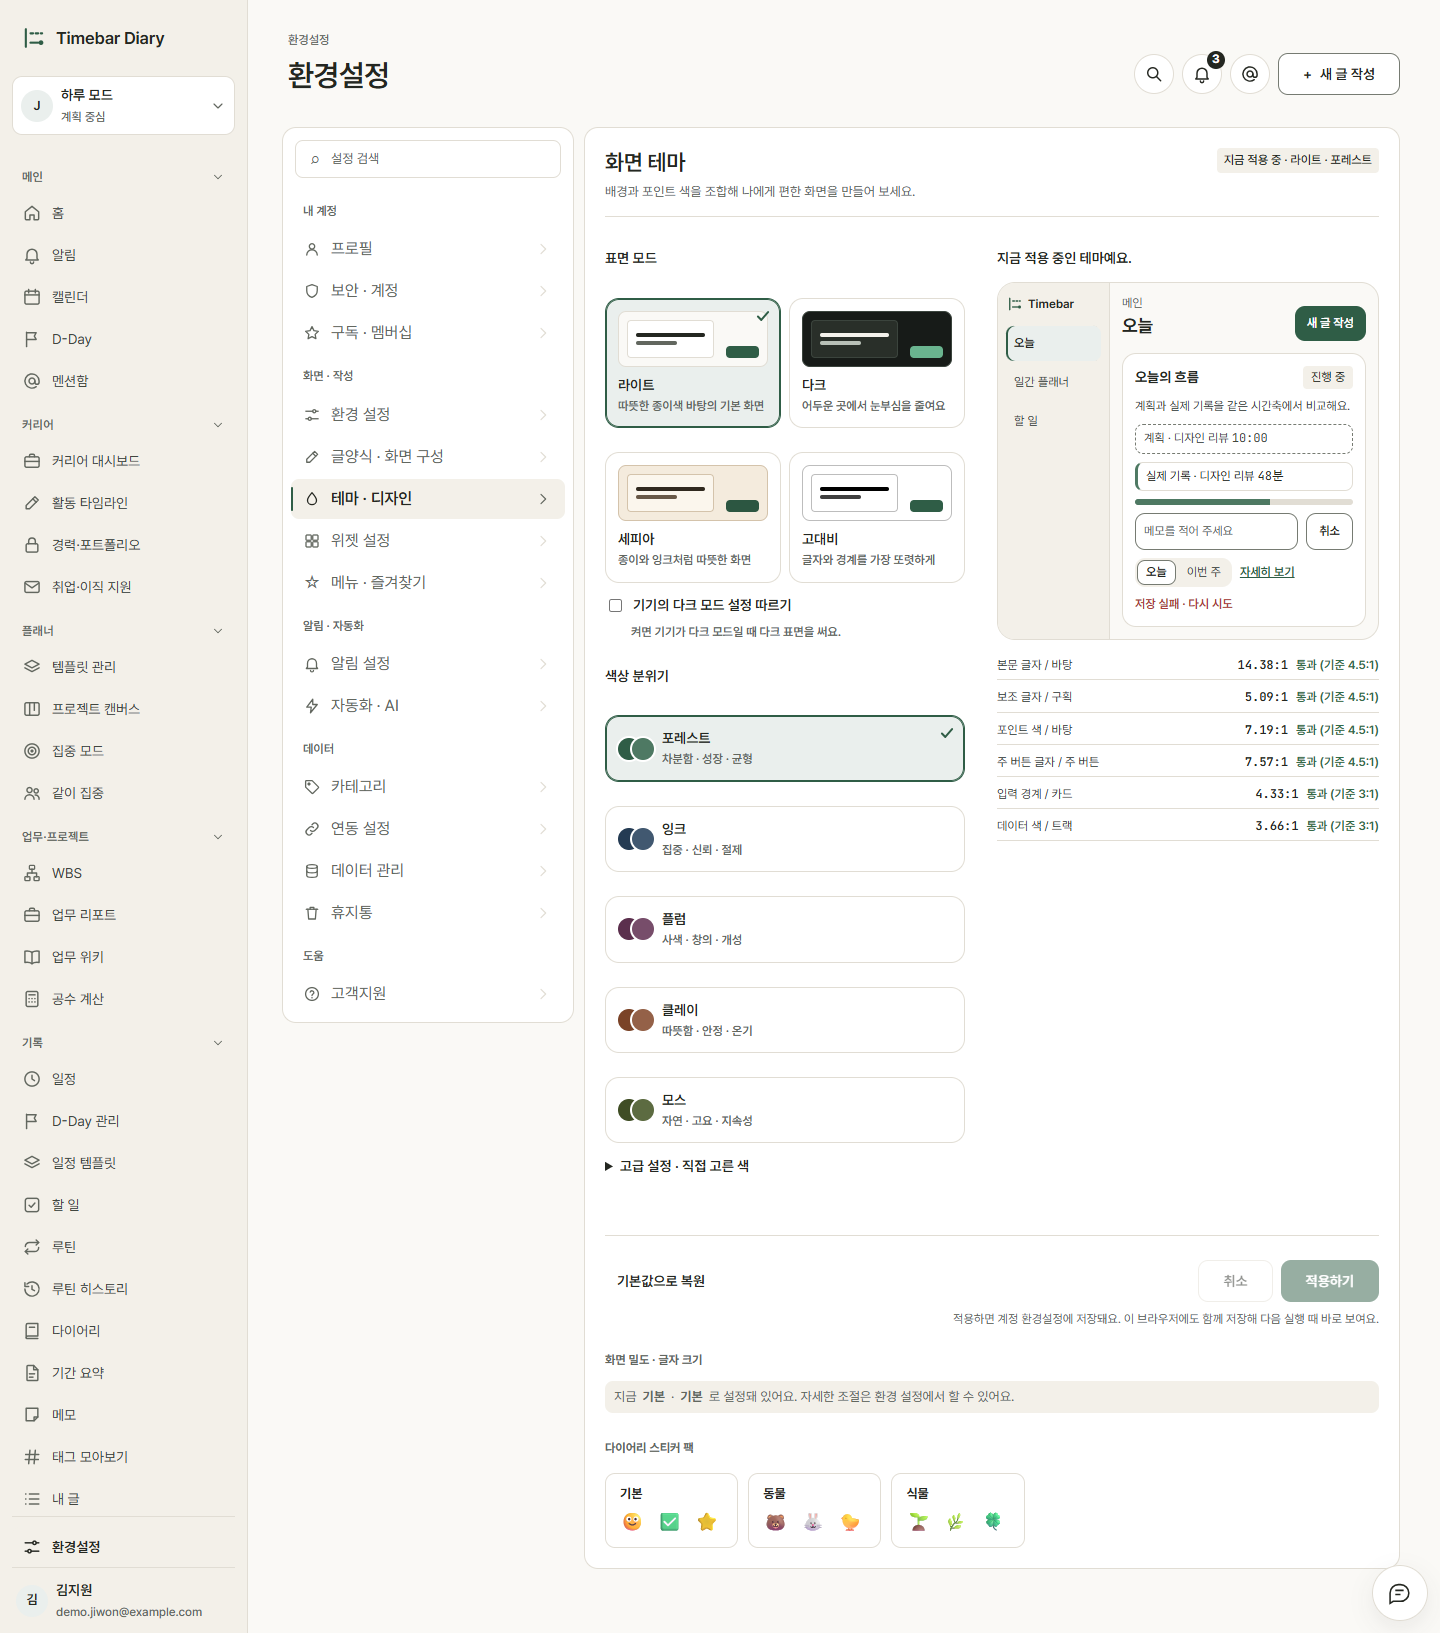 Timebar Diary
J
하루 모드
계획 중심
메인
홈
알림
캘린더
D-Day
멘션함
커리어
커리어 대시보드
활동 타임라인
경력·포트폴리오
취업·이직 지원
플래너
템플릿 관리
프로젝트 캔버스
집중 모드
같이 집중
업무·프로젝트
WBS
업무 리포트
업무 위키
공수 계산
기록
일정
D-Day 관리
일정 템플릿
할 일
루틴
루틴 히스토리
다이어리
기간 요약
메모
태그 모아보기
내 글
환경설정
김
김지원
demo.jiwon@example.com
환경설정
환경설정
3
+ 새 글 작성
설정 검색
내 계정
프로필
보안 · 계정
구독 · 멤버십
화면 · 작성
환경 설정
글양식 · 화면 구성
테마 · 디자인
위젯 설정
메뉴 · 즐겨찾기
알림 · 자동화
알림 설정
자동화 · AI
데이터
카테고리
연동 설정
데이터 관리
휴지통
도움
고객지원
화면 테마
지금 적용 중 · 라이트 · 포레스트
배경과 포인트 색을 조합해 나에게 편한 화면을 만들어 보세요.
표면 모드
라이트
따뜻한 종이색 바탕의 기본 화면
다크
어두운 곳에서 눈부심을 줄여요
세피아
종이와 잉크처럼 따뜻한 화면
고대비
글자와 경계를 가장 또렷하게
기기의 다크 모드 설정 따르기
켜면 기기가 다크 모드일 때 다크 표면을 써요.
색상 분위기
포레스트
차분함 · 성장 · 균형
잉크
집중 · 신뢰 · 절제
플럼
사색 · 창의 · 개성
클레이
따뜻함 · 안정 · 온기
모스
자연 · 고요 · 지속성
고급 설정 · 직접 고른 색
지금 적용 중인 테마예요.
Timebar
오늘
일간 플래너
할 일
메인
오늘
새 글 작성
오늘의 흐름
진행 중
계획과 실제 기록을 같은 시간축에서 비교해요.
계획 · 디자인 리뷰 10:00
실제 기록 · 디자인 리뷰 48분
메모를 적어 주세요
취소
오늘
이번 주
자세히 보기
저장 실패 · 다시 시도
본문 글자 / 바탕 14.38:1 통과 (기준 4.5:1)
보조 글자 / 구획 5.09:1 통과 (기준 4.5:1)
포인트 색 / 바탕 7.19:1 통과 (기준 4.5:1)
주 버튼 글자 / 주 버튼 7.57:1 통과 (기준 4.5:1)
입력 경계 / 카드 4.33:1 통과 (기준 3:1)
데이터 색 / 트랙 3.66:1 통과 (기준 3:1)
기본값으로 복원
취소
적용하기
적용하면 계정 환경설정에 저장돼요. 이 브라우저에도 함께 저장해 다음 실행 때 바로 보여요.
화면 밀도 · 글자 크기
지금 기본 · 기본 로 설정돼 있어요. 자세한 조절은 환경 설정에서 할 수 있어요.
다이어리 스티커 팩
기본
동물
식물